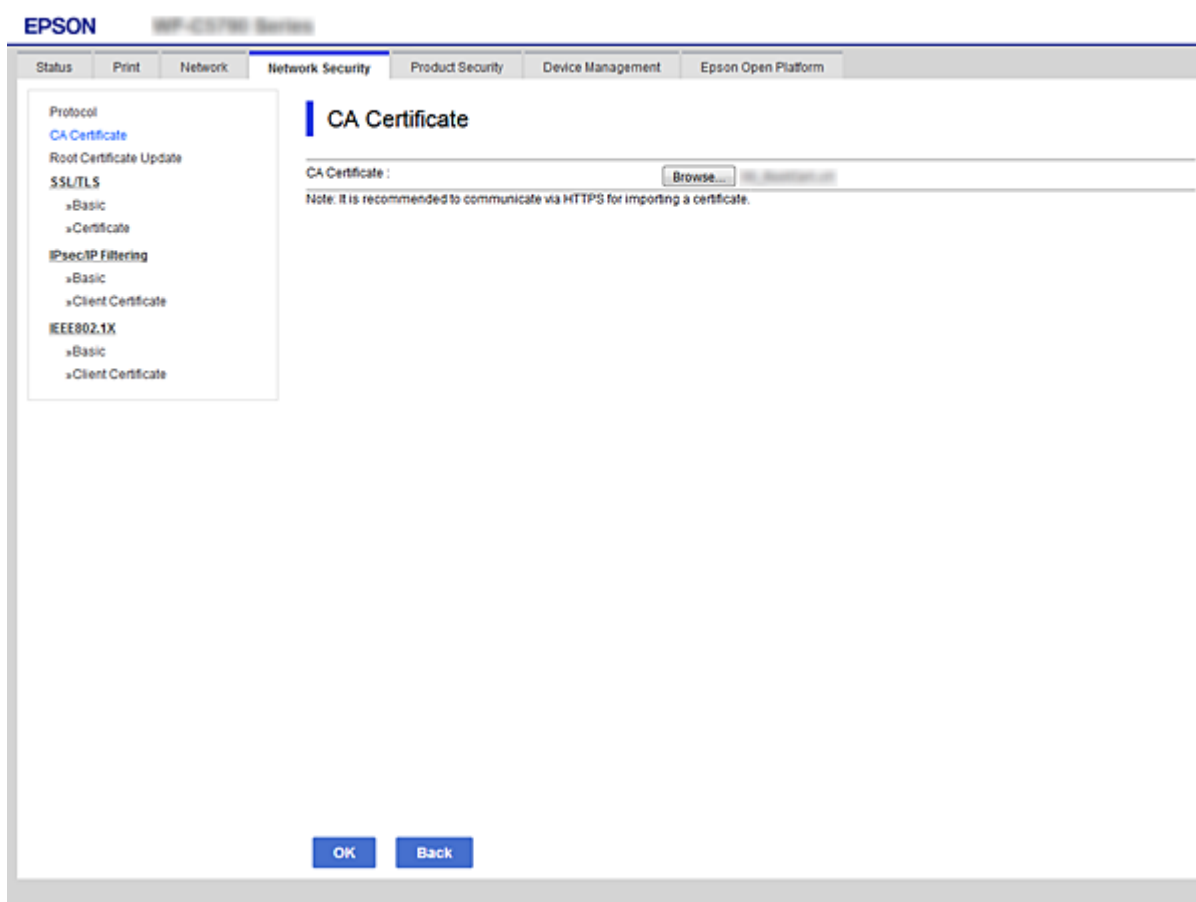 EPSON
Status Print Network Network Security Product Security Device Management Epson Open Platform
Protocol
CA Certificate
Root Certificate Update
SSL/TLS
»Basic
»Certificate
IPsec/IP Filtering
»Basic
»Client Certificate
IEEE802.1X
»Basic
»Client Certificate
CA Certificate
CA Certificate :
Browse...
Note: It is recommended to communicate via HTTPS for importing a certificate.
OK Back